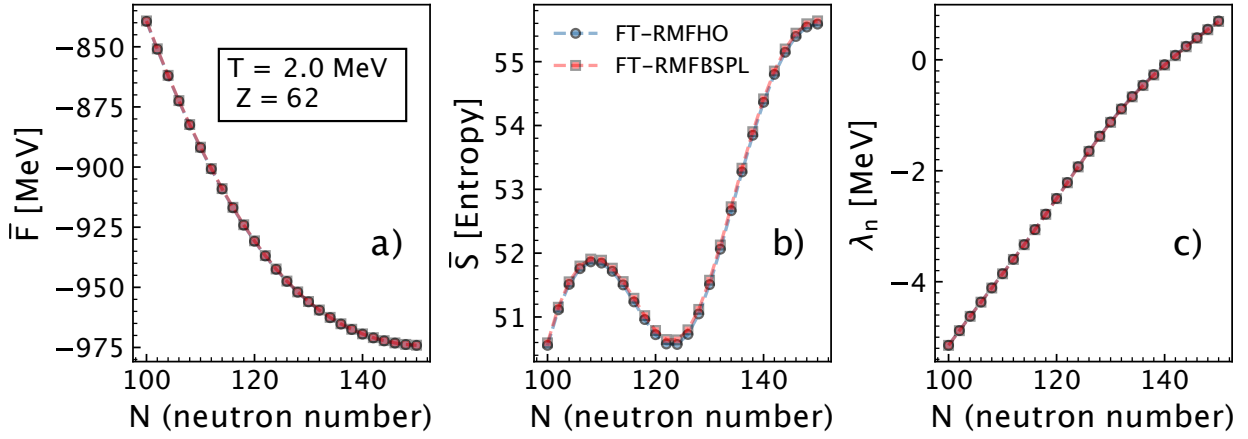 F̅ [MeV]
−850
−875
−900
−925
−950
−975
T = 2.0 MeV
Z = 62
a)
100
120
140
N (neutron number)
S̅ [Entropy]
55
54
53
52
51
FT−RMFHO
FT−RMFBSPL
b)
100
120
140
N (neutron number)
λₙ [MeV]
0
−2
−4
c)
100
120
140
N (neutron number)